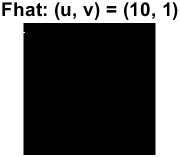 Fhat: (u, v) = (10, 1)